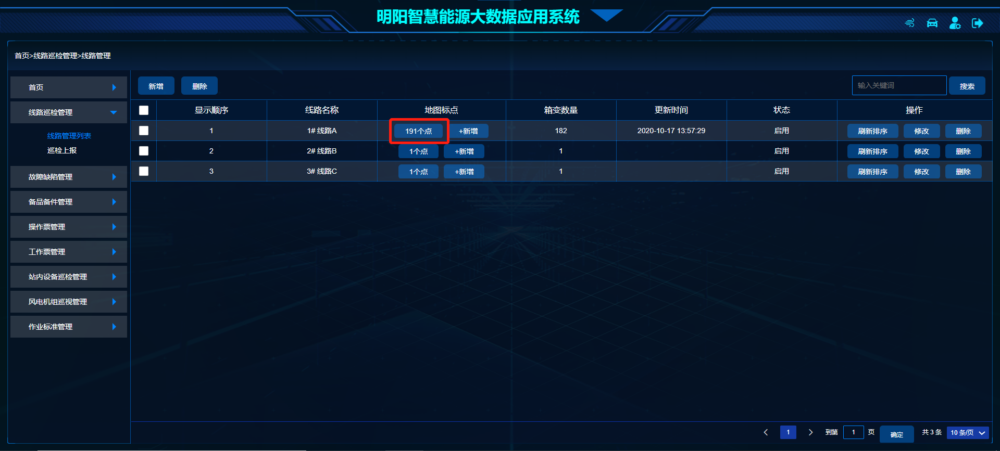 明阳智慧能源大数据应用系统
首页>线路巡检管理>线路管理
首页
线路巡检管理
线路管理列表
巡检上报
故障缺陷管理
备品备件管理
操作票管理
工作票管理
站内设备巡检管理
风电机组巡视管理
作业标准管理
新增 删除 输入关键词 搜索
显示顺序 线路名称 地图标点 箱变数量 更新时间 状态 操作
1 1# 线路A 191个点 +新增 182 2020-10-17 13:57:29 启用 刷新排序 修改 删除
2 2# 线路B 1个点 +新增 1 启用 刷新排序 修改 删除
3 3# 线路C 1个点 +新增 1 启用 刷新排序 修改 删除
1 到第 1 页 确定 共 3 条 10 条/页